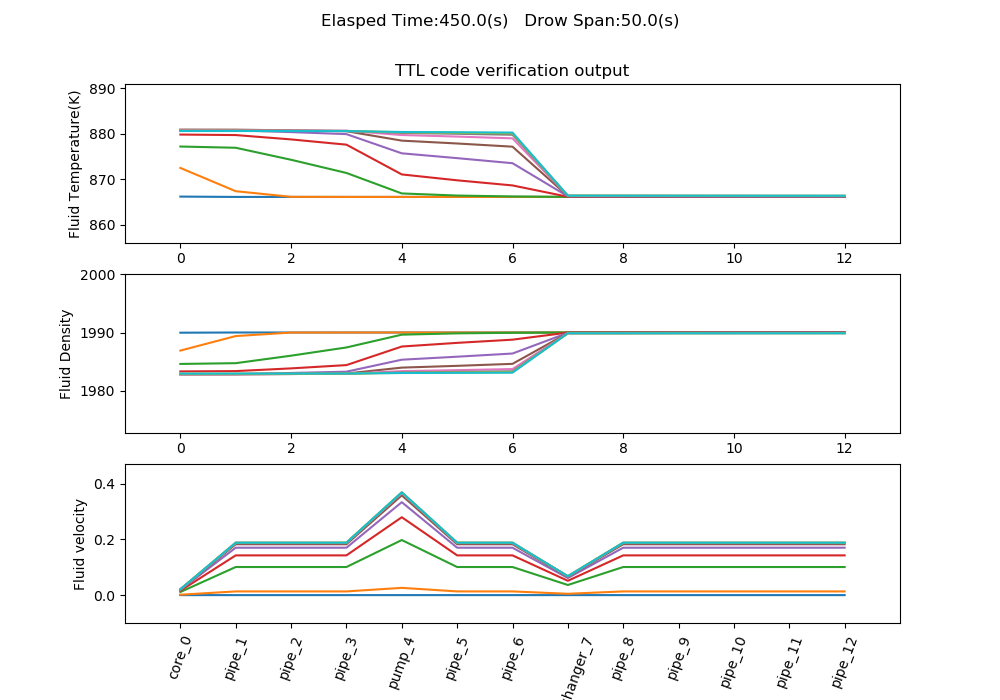 Elasped Time:450.0(s)   Drow Span:50.0(s)
TTL code verification output
Fluid Temperature(K)
890
880
870
860
0 2 4 6 8 10 12
Fluid Density
2000
1990
1980
0 2 4 6 8 10 12
Fluid velocity
0.4
0.2
0.0
core_0
pipe_1
pipe_2
pipe_3
pump_4
pipe_5
pipe_6
hanger_7
pipe_8
pipe_9
pipe_10
pipe_11
pipe_12